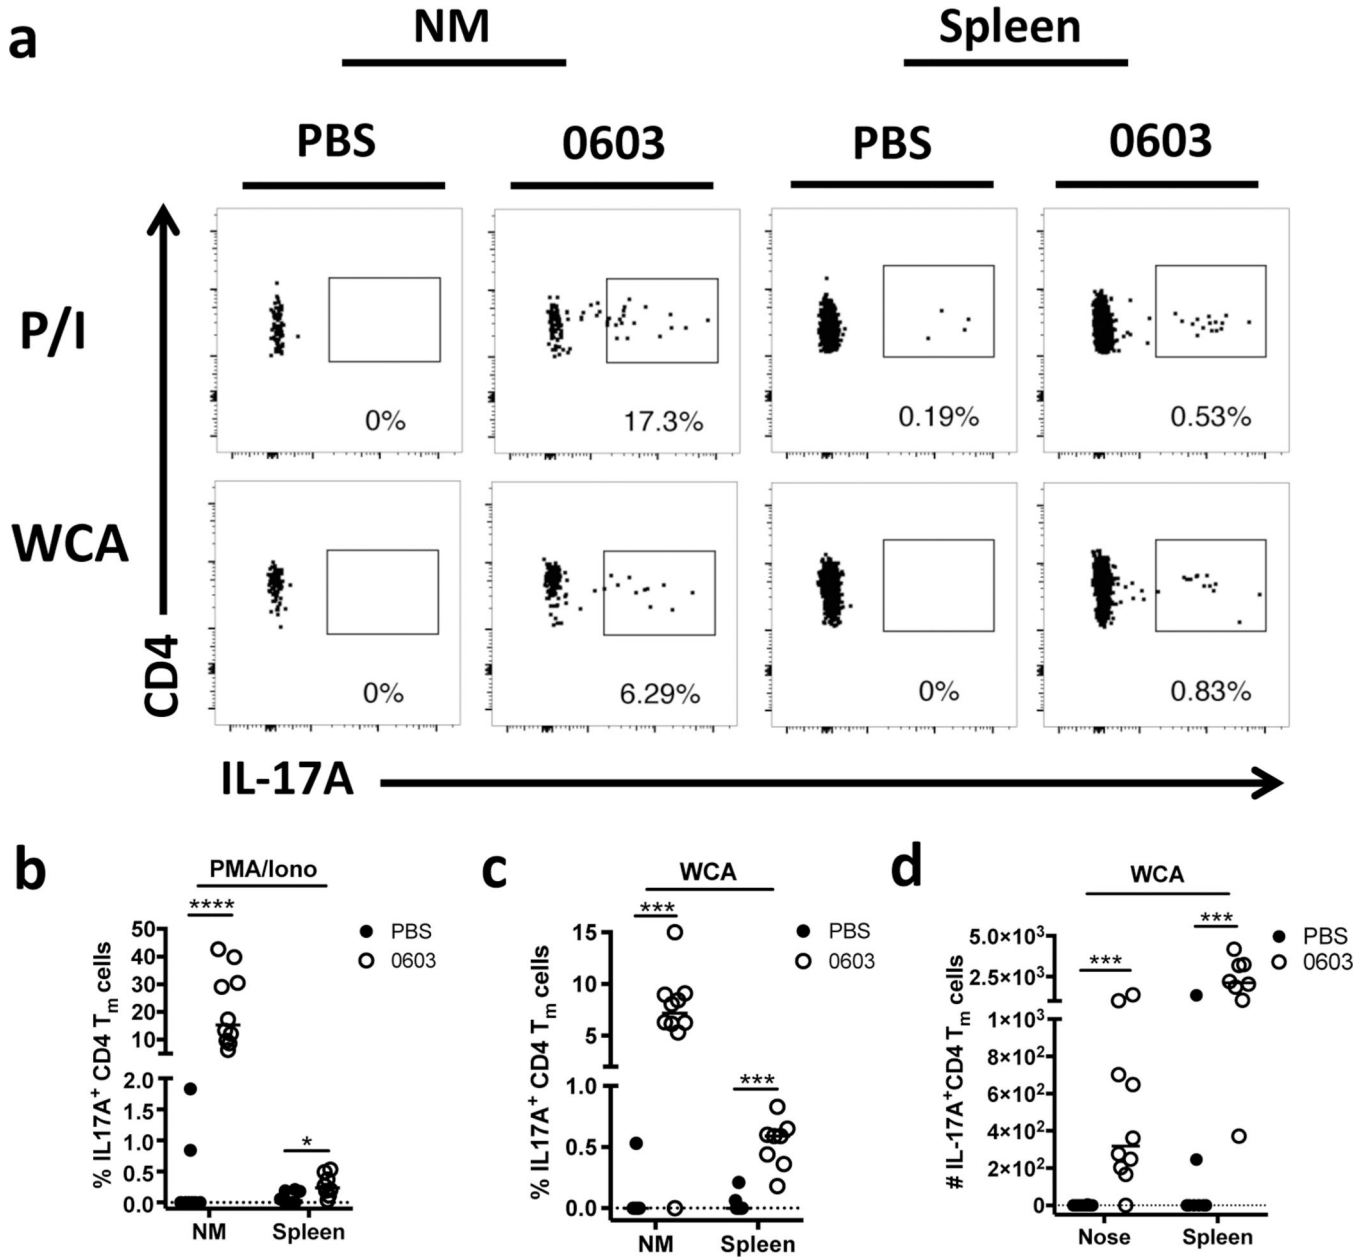 a
NM Spleen
PBS 0603 PBS 0603
P/I
0% 17.3% 0.19% 0.53%
WCA
0% 6.29% 0% 0.83%
CD4
IL-17A
b
PMA/Iono
****
*
PBS
0603
% IL17A⁺ CD4 Tₘ cells
50
40
30
20
10
2.0
1.5
1.0
0.5
0.0
NM Spleen
c
WCA
***
***
PBS
0603
% IL17A⁺ CD4 Tₘ cells
15
10
5
1.0
0.5
0.0
NM Spleen
d
WCA
***
***
PBS
0603
# IL-17A⁺CD4 Tₘ cells
5.0×10³
2.5×10³
1×10³
8×10²
6×10²
4×10²
2×10²
0
Nose Spleen